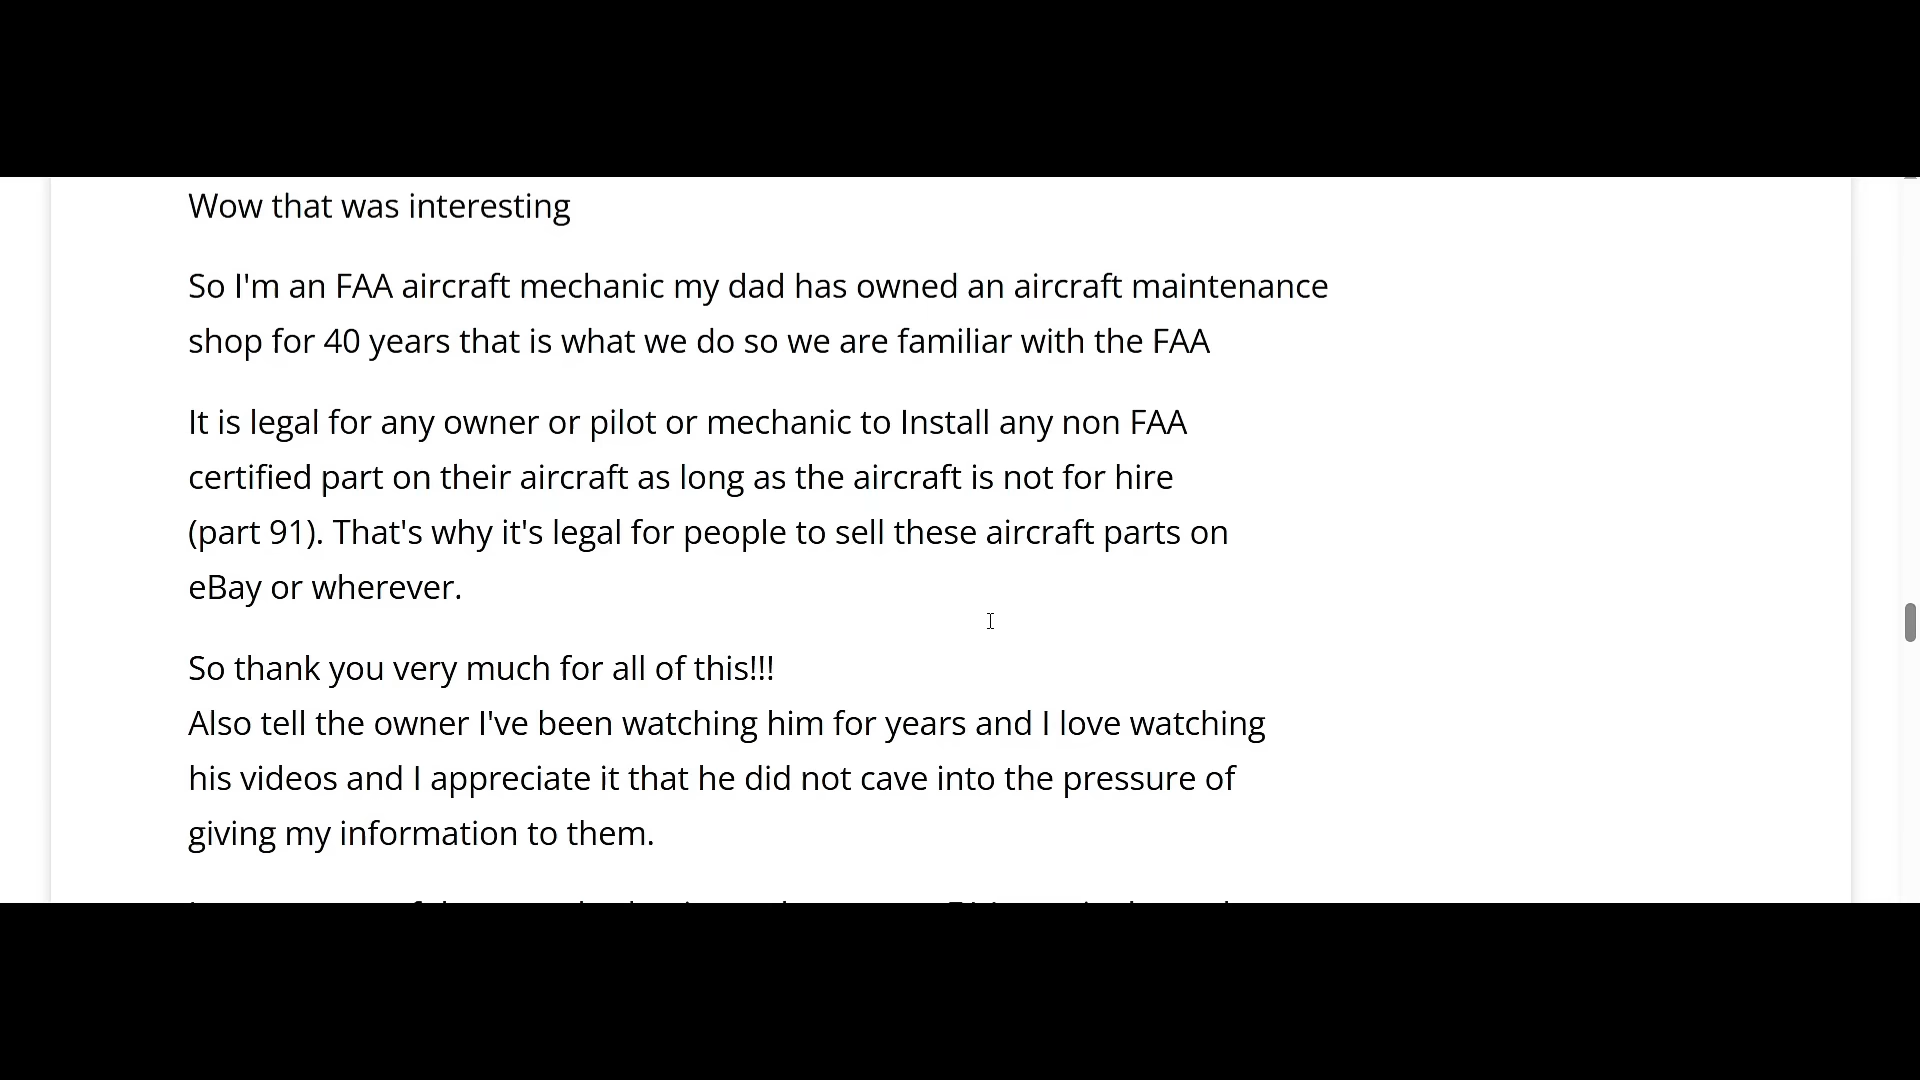 Wow that was interesting
So I'm an FAA aircraft mechanic my dad has owned an aircraft maintenance
shop for 40 years that is what we do so we are familiar with the FAA
It is legal for any owner or pilot or mechanic to Install any non FAA
certified part on their aircraft as long as the aircraft is not for hire
(part 91). That's why it's legal for people to sell these aircraft parts on
eBay or wherever.
So thank you very much for all of this!!!
Also tell the owner I've been watching him for years and I love watching
his videos and I appreciate it that he did not cave into the pressure of
giving my information to them.